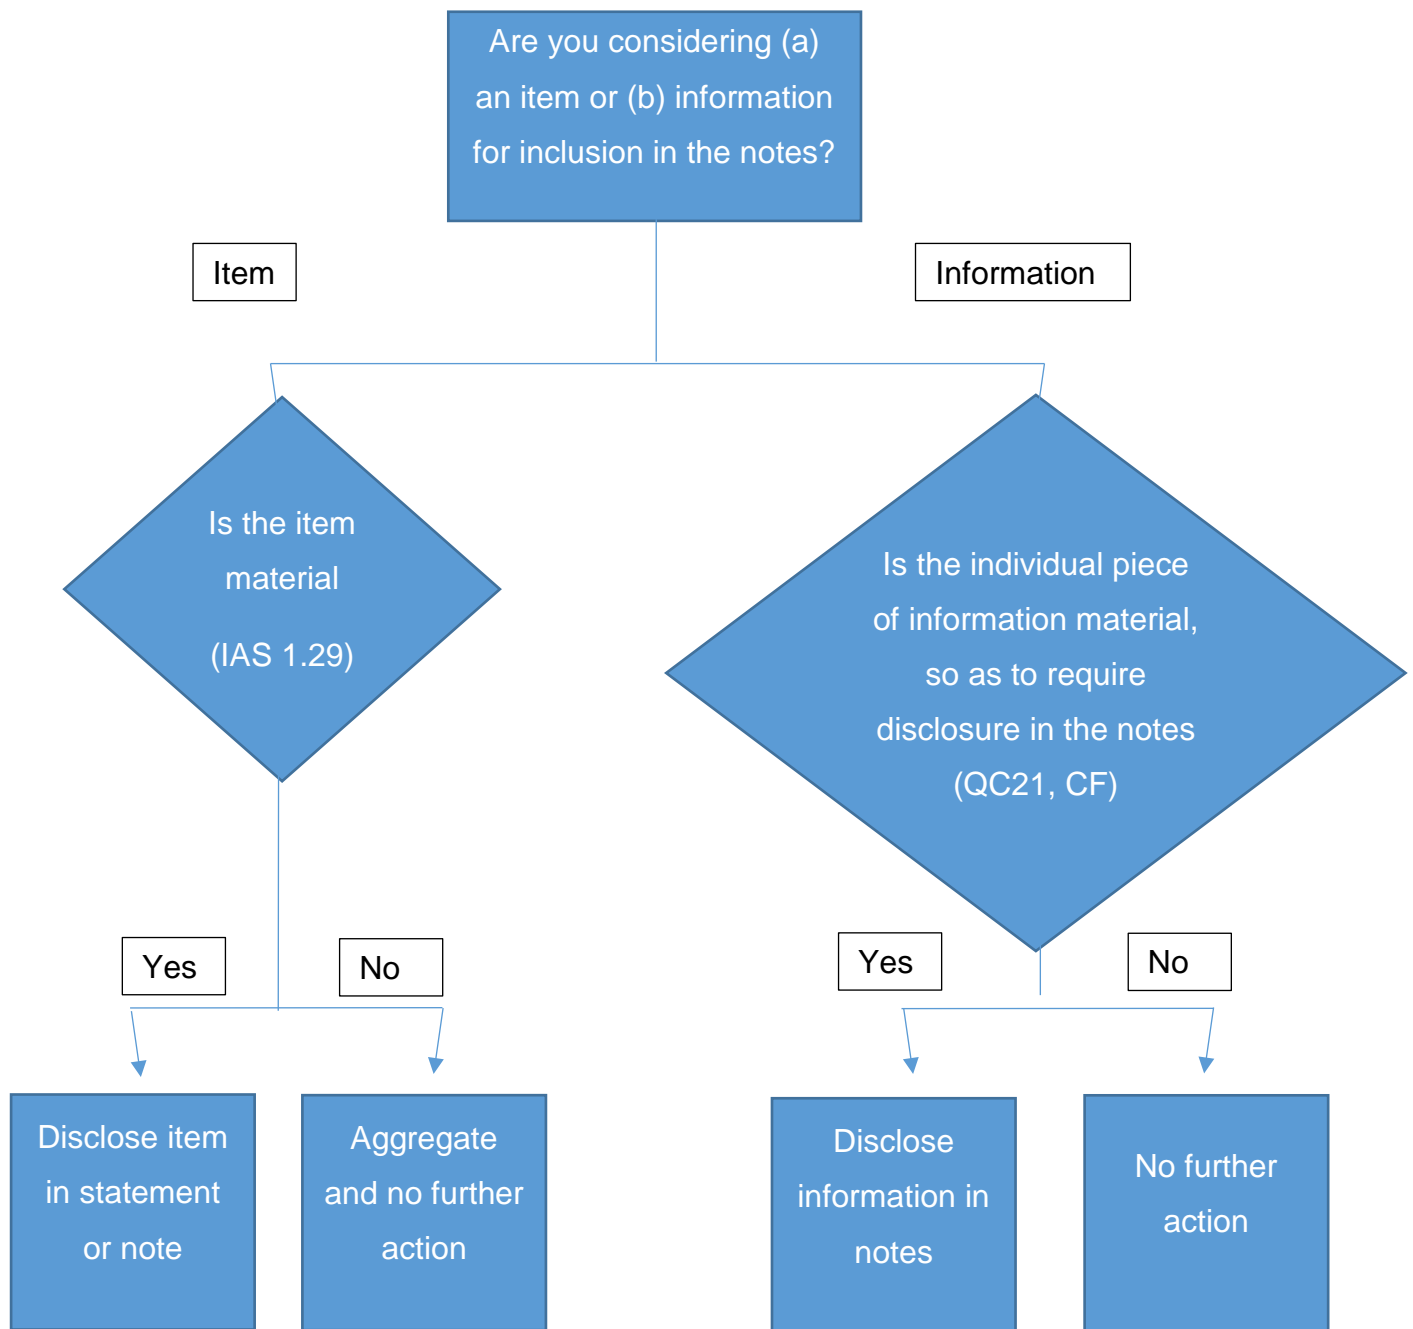 Are you considering (a)
an item or (b) information
for inclusion in the notes?
Item
Information
Is the item
material
(IAS 1.29)
Is the individual piece
of information material,
so as to require
disclosure in the notes
(QC21, CF)
Yes
No
Yes
No
Disclose item
in statement
or note
Aggregate
and no further
action
Disclose
information in
notes
No further
action